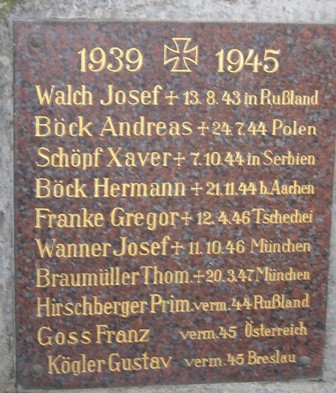 1939 1945
Walch Josef + 13.8.43 in Rußland
Böck Andreas + 24.7.44 Polen
Schöpf Xaver + 7.10.44 in Serbien
Böck Hermann + 21.11.44 b. Aachen
Franke Gregor + 12.4.46 Tschechei
Wanner Josef + 11.10.46 München
Braumüller Thom. + 20.3.47 München
Hirschberger Prim. verm. 44 Rußland
Goss Franz verm. 45 Österreich
Kögler Gustav verm. 45 Breslau